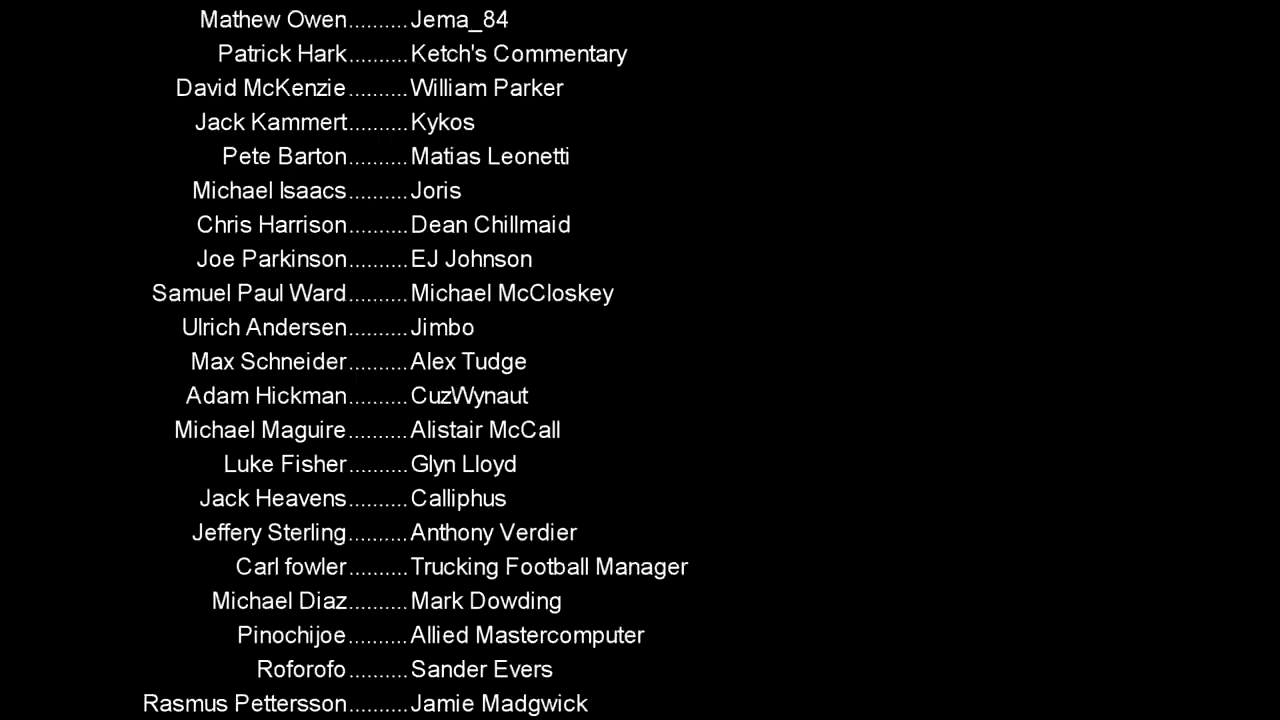 Mathew Owen..........Jema_84
Patrick Hark..........Ketch's Commentary
David McKenzie..........William Parker
Jack Kammert..........Kykos
Pete Barton..........Matias Leonetti
Michael Isaacs..........Joris
Chris Harrison..........Dean Chillmaid
Joe Parkinson..........EJ Johnson
Samuel Paul Ward..........Michael McCloskey
Ulrich Andersen..........Jimbo
Max Schneider..........Alex Tudge
Adam Hickman..........CuzWynaut
Michael Maguire..........Alistair McCall
Luke Fisher..........Glyn Lloyd
Jack Heavens..........Calliphus
Jeffery Sterling..........Anthony Verdier
Carl fowler..........Trucking Football Manager
Michael Diaz..........Mark Dowding
Pinochijoe..........Allied Mastercomputer
Roforofo..........Sander Evers
Rasmus Pettersson..........Jamie Madgwick